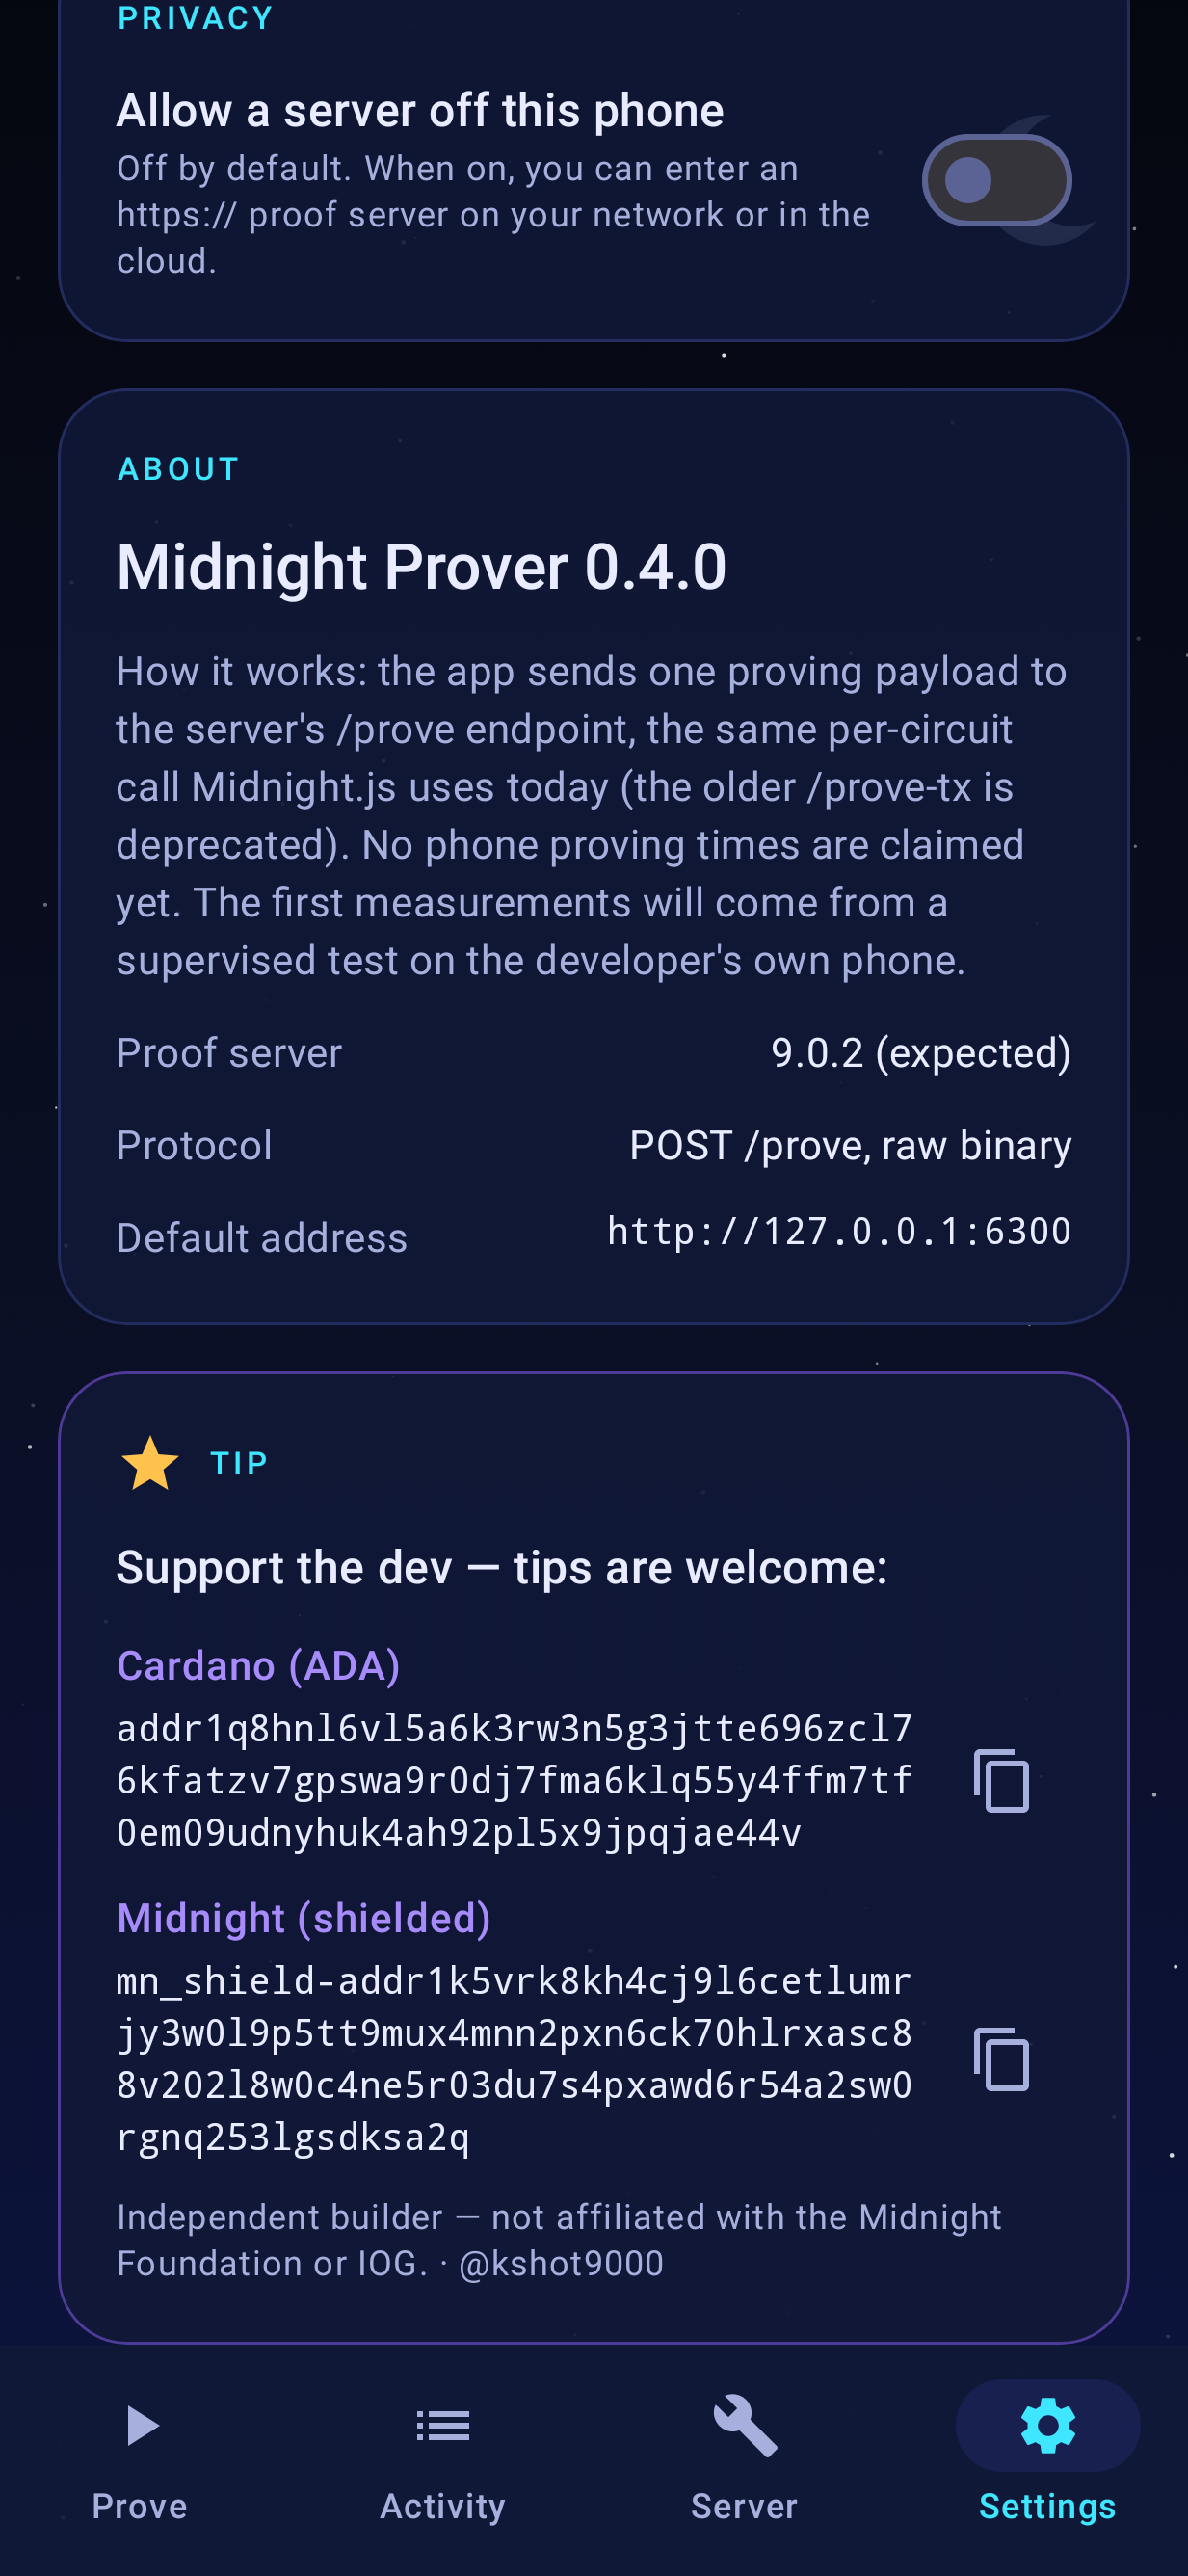 PRIVACY
Allow a server off this phone
Off by default. When on, you can enter an
https:// proof server on your network or in the
cloud.
ABOUT
Midnight Prover 0.4.0
How it works: the app sends one proving payload to
the server's /prove endpoint, the same per-circuit
call Midnight.js uses today (the older /prove-tx is
deprecated). No phone proving times are claimed
yet. The first measurements will come from a
supervised test on the developer's own phone.
Proof server 9.0.2 (expected)
Protocol POST /prove, raw binary
Default address http://127.0.0.1:6300
TIP
Support the dev — tips are welcome:
Cardano (ADA)
addr1q8hnl6vl5a6k3rw3n5g3jtte696zcl7
6kfatzv7gpswa9r0dj7fma6klq55y4ffm7tf
0em09udnyhuk4ah92pl5x9jpqjae44v
Midnight (shielded)
mn_shield-addr1k5vrk8kh4cj9l6cetlumr
jy3w0l9p5tt9mux4mnn2pxn6ck70hlrxasc8
8v202l8w0c4ne5r03du7s4pxawd6r54a2sw0
rgnq253lgsdksa2q
Independent builder — not affiliated with the Midnight
Foundation or IOG. · @kshot9000
Prove Activity Server Settings